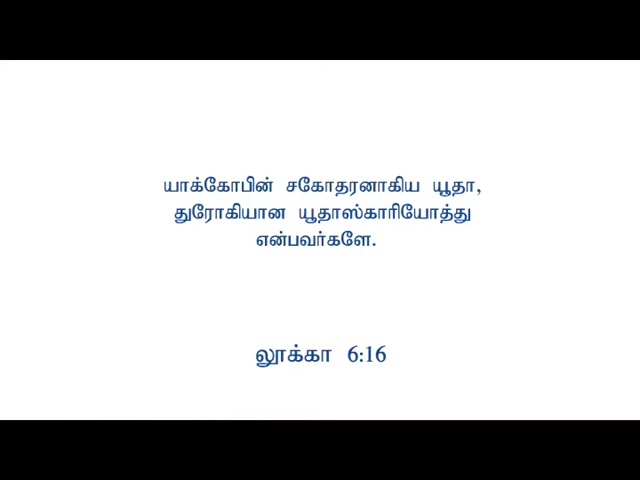 யாக்கோபின் சகோதரனாகிய யூதா,
துரோகியான யூதாஸ்காரியோத்து
என்பவர்களே.
லூக்கா 6:16